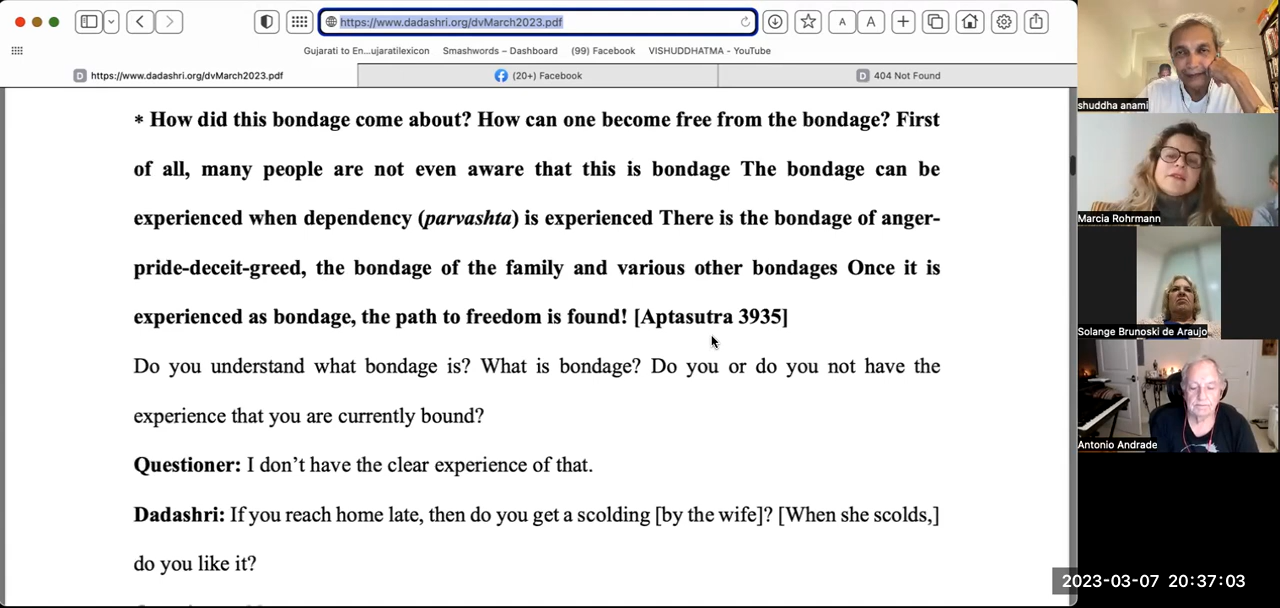 https://www.dadashri.org/dvMarch2023.pdf
A A
Gujarati to En...ujaratilexicon Smashwords – Dashboard (99) Facebook VISHUDDHATMA - YouTube
https://www.dadashri.org/dvMarch2023.pdf (20+) Facebook 404 Not Found
* How did this bondage come about? How can one become free from the bondage? First
of all, many people are not even aware that this is bondage The bondage can be
experienced when dependency (parvashta) is experienced There is the bondage of anger-
pride-deceit-greed, the bondage of the family and various other bondages Once it is
experienced as bondage, the path to freedom is found! [Aptasutra 3935]
Do you understand what bondage is? What is bondage? Do you or do you not have the
experience that you are currently bound?
Questioner: I don't have the clear experience of that.
Dadashri: If you reach home late, then do you get a scolding [by the wife]? [When she scolds,]
do you like it?
shuddha anami
Marcia Rohrmann
Solange Brunoski de Araujo
Antonio Andrade
2023-03-07 20:37:03